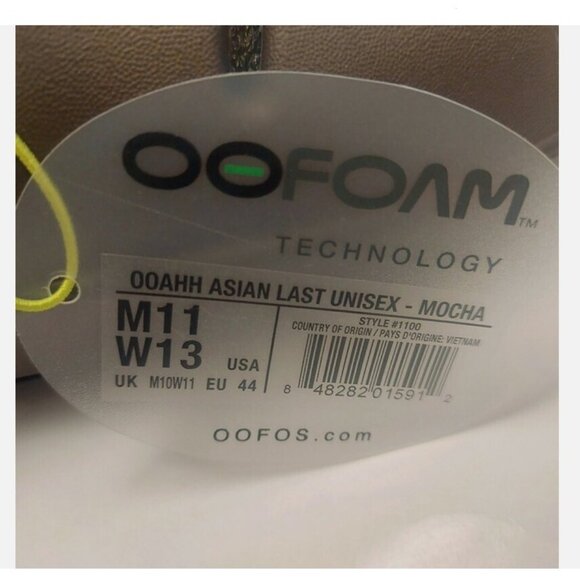 OOFOAM™
TECHNOLOGY
OOAHH ASIAN LAST UNISEX - MOCHA
M11
W13 USA
UK M10W11 EU 44
STYLE #1100
COUNTRY OF ORIGIN / PAYS D'ORIGINE: VIETNAM
8 48282 01591 2
OOFOS.com